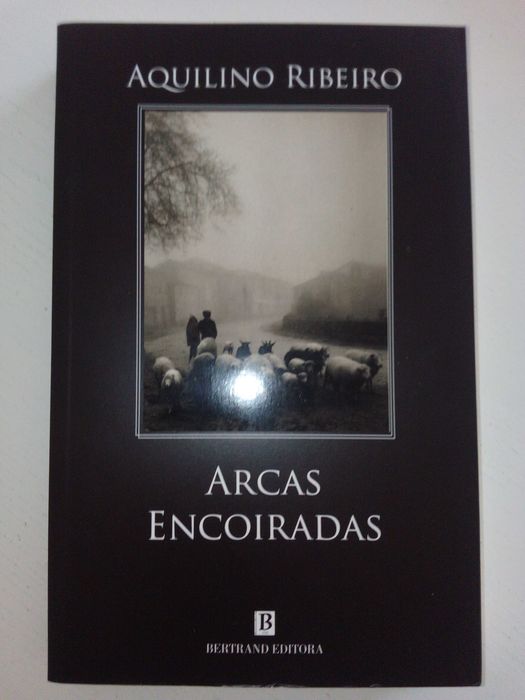 AQUILINO RIBEIRO
ARCAS
ENCOIRADAS
B
BERTRAND EDITORA